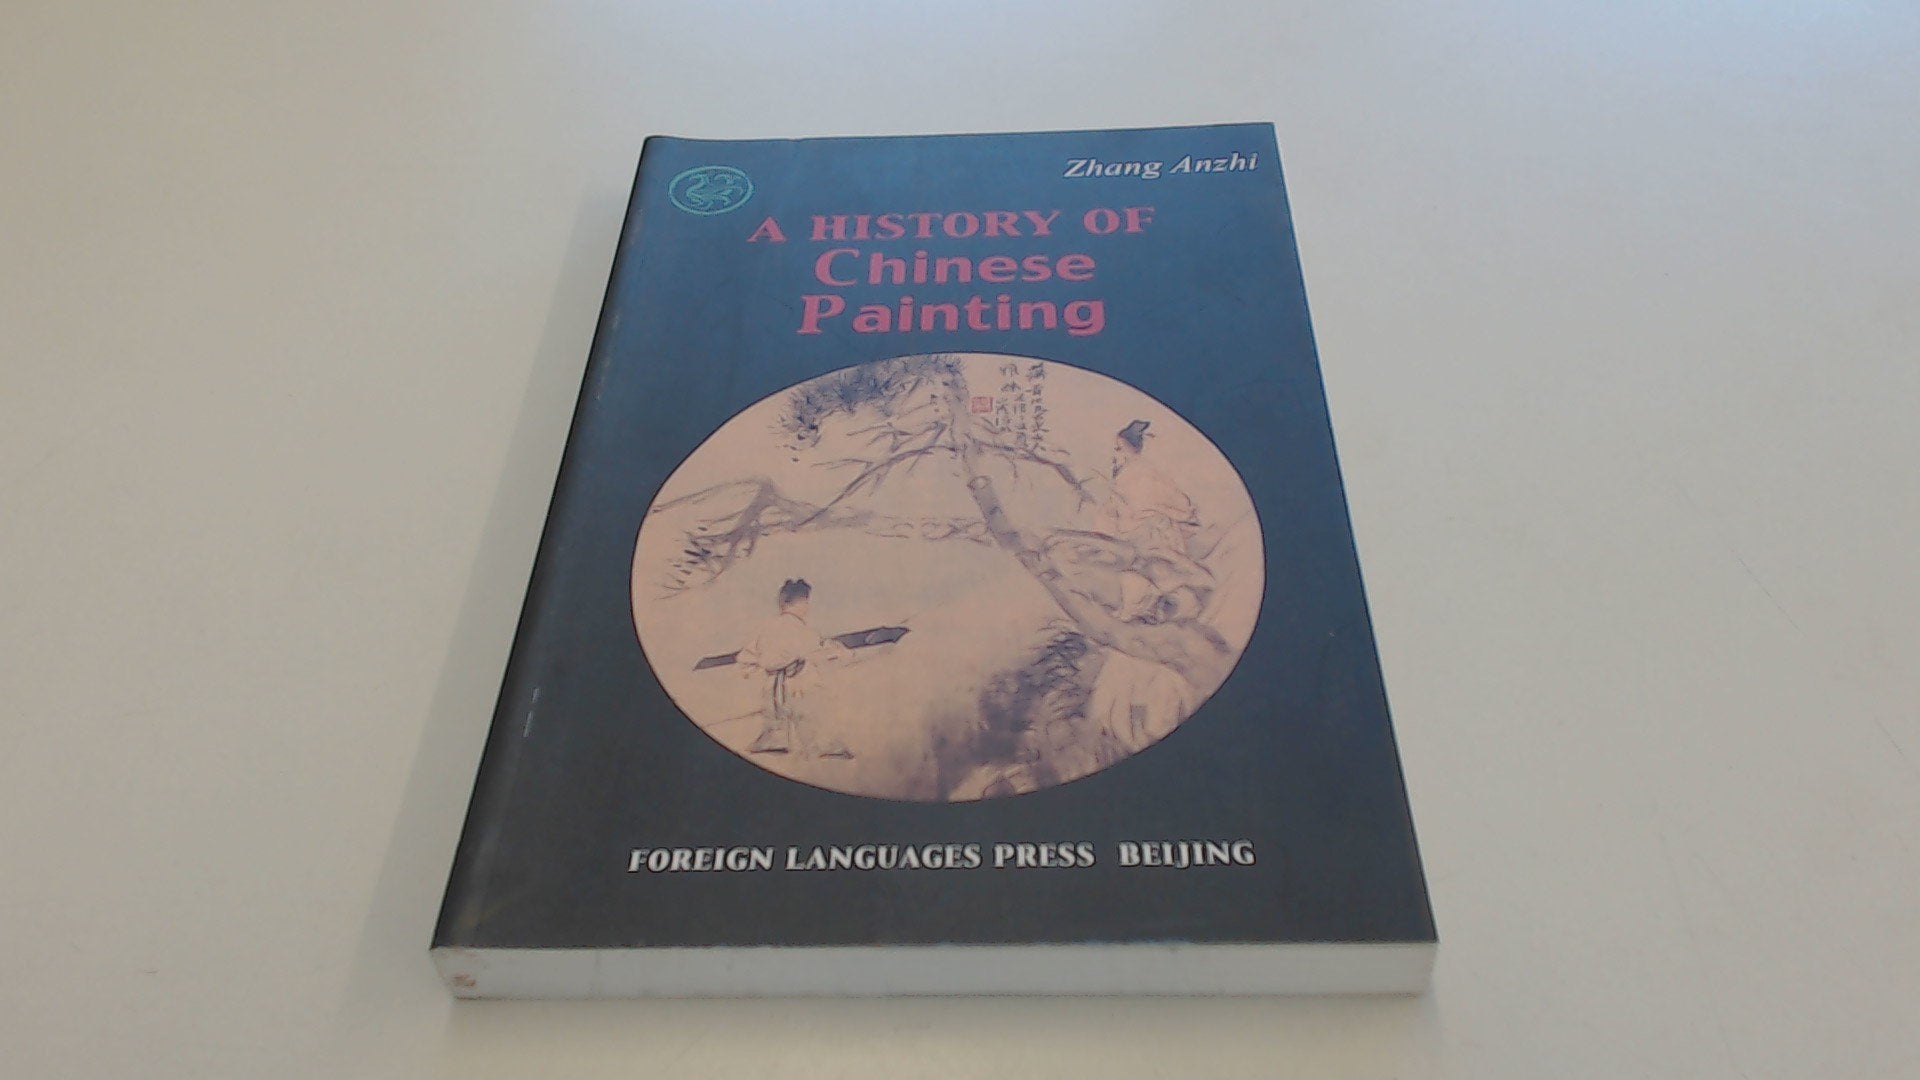 Zhang Anzhi
A HISTORY OF
Chinese
Painting
FOREIGN LANGUAGES PRESS BEIJING